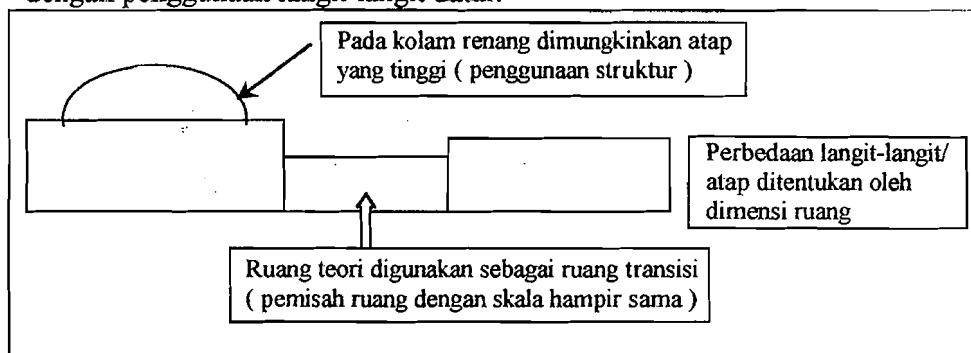 dengan penggunaan langit-langit datar.
Pada kolam renang dimungkinkan atap
yang tinggi ( penggunaan struktur )
Perbedaan langit-langit/
atap ditentukan oleh
dimensi ruang
Ruang teori digunakan sebagai ruang transisi
( pemisah ruang dengan skala hampir sama )